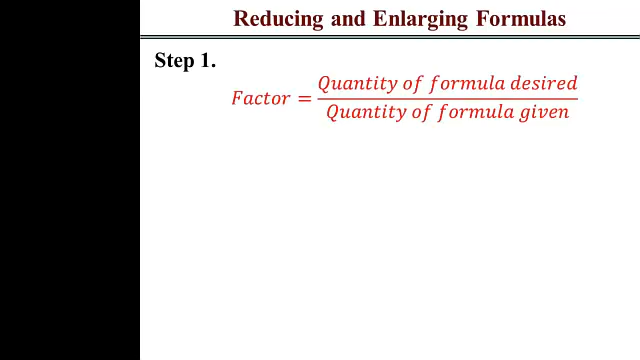 Reducing and Enlarging Formulas
Step 1.
Factor = Quantity of formula desired
Quantity of formula given